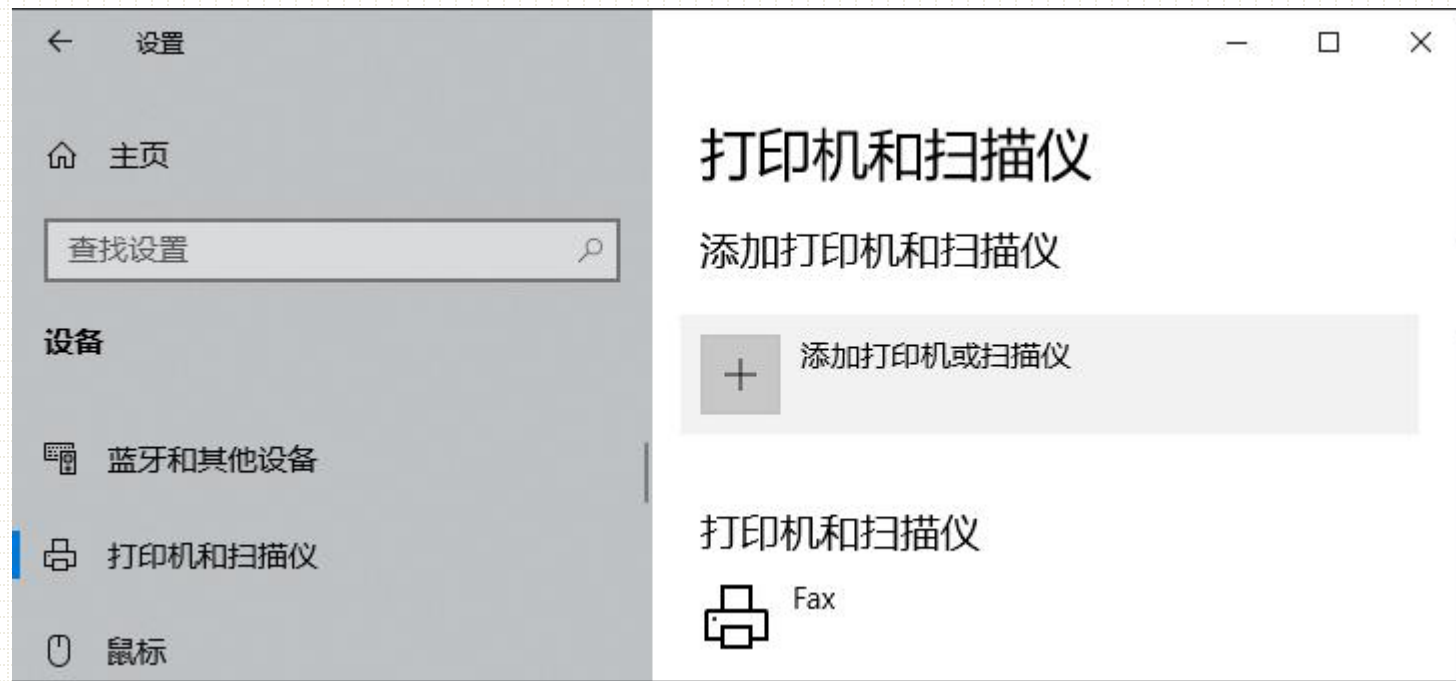 设置
主页
查找设置
设备
蓝牙和其他设备
打印机和扫描仪
鼠标
打印机和扫描仪
添加打印机和扫描仪
添加打印机或扫描仪
打印机和扫描仪
Fax